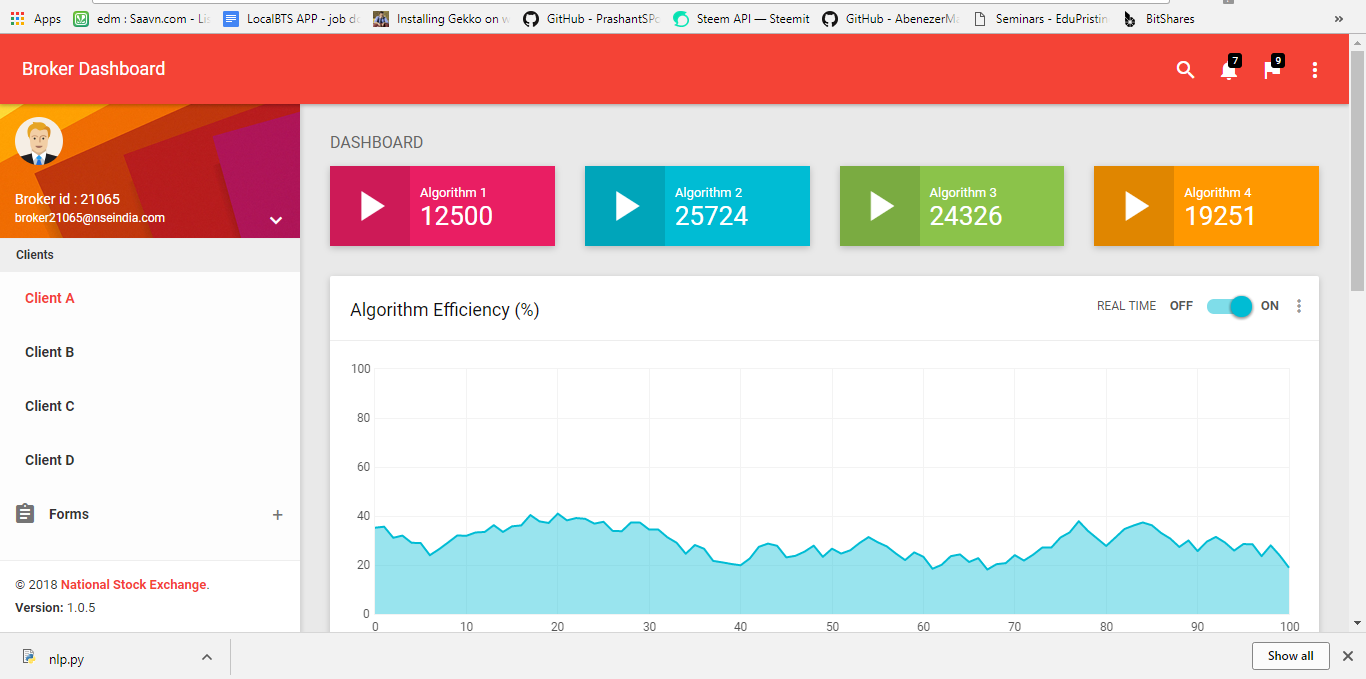 Apps edm : Saavn.com - Lis LocalBTS APP - job d Installing Gekko on w GitHub - PrashantSP Steem API — Steemit GitHub - AbenezerMa Seminars - EduPristin BitShares »
Broker Dashboard 7 9
DASHBOARD
Algorithm 1 Algorithm 2 Algorithm 3 Algorithm 4
12500 25724 24326 19251
Broker id : 21065
broker21065@nseindia.com
Clients
Client A
Client B
Client C
Client D
Forms +
© 2018 National Stock Exchange.
Version: 1.0.5
Algorithm Efficiency (%) REAL TIME OFF ON
100
80
60
40
20
0
0 10 20 30 40 50 60 70 80 90 100
nlp.py Show all